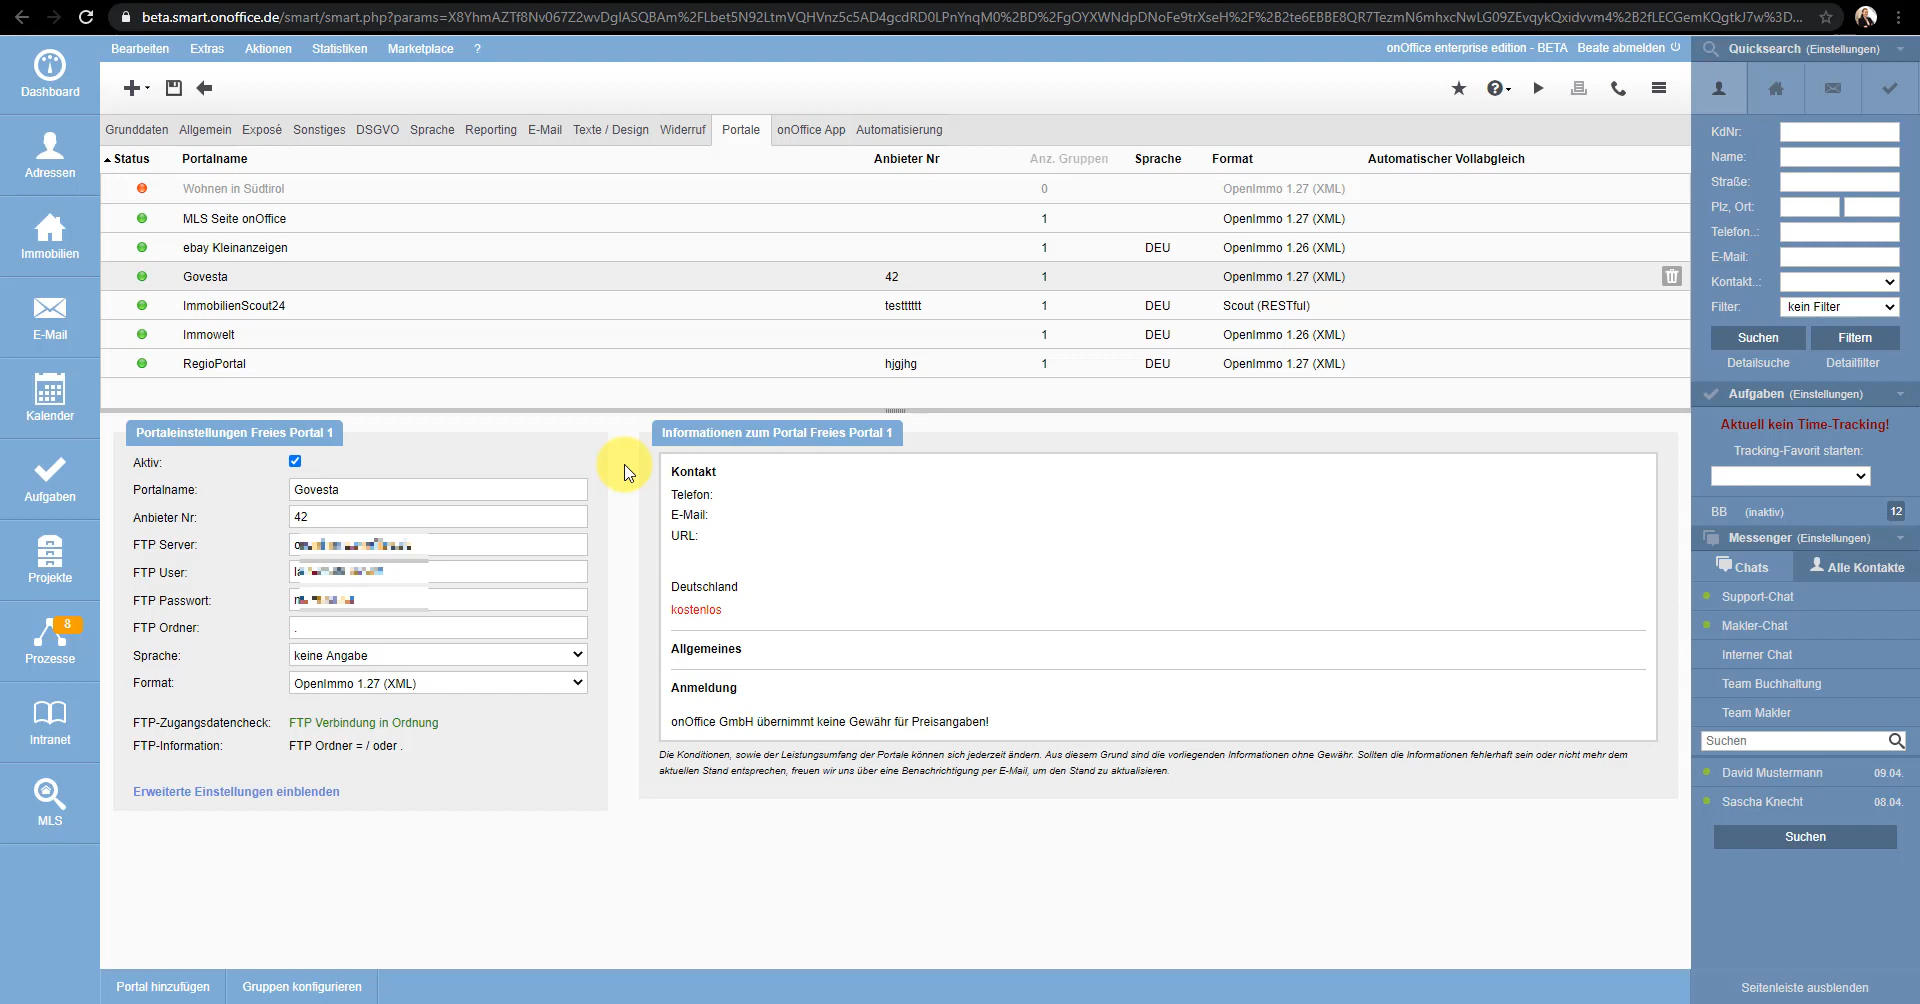 beta.smart.onoffice.de/smart/smart.php?params=X8YhmAZTf8Nv067Z2wvDgIASQBAm%2FLbet5N92LtmVQHVnz5c5AD4gcdRD0LPnYnqM0%2BD%2FgOYXWNdpDNoFe9trXseH%2F%2B2te6EBBE8QR7TezmN6mhxcNwLG09ZEvqykQxidvvm4%2B2fLECGemKQgtkJ7w%3D...
Bearbeiten Extras Aktionen Statistiken Marketplace ?
onOffice enterprise edition - BETA Beate abmelden
Quicksearch (Einstellungen)
Dashboard
Adressen
Immobilien
E-Mail
Kalender
Aufgaben
Projekte
8
Prozesse
Intranet
MLS
Grunddaten Allgemein Exposé Sonstiges DSGVO Sprache Reporting E-Mail Texte / Design Widerruf Portale onOffice App Automatisierung
Status Portalname Anbieter Nr Anz. Gruppen Sprache Format Automatischer Vollabgleich
Wohnen in Südtirol 0 OpenImmo 1.27 (XML)
MLS Seite onOffice 1 OpenImmo 1.27 (XML)
ebay Kleinanzeigen 1 DEU OpenImmo 1.26 (XML)
Govesta 42 1 OpenImmo 1.27 (XML)
ImmobilienScout24 testttttt 1 DEU Scout (RESTful)
Immowelt 1 DEU OpenImmo 1.26 (XML)
RegioPortal hjgjhg 1 DEU OpenImmo 1.27 (XML)
Portaleinstellungen Freies Portal 1
Aktiv:
Portalname: Govesta
Anbieter Nr: 42
FTP Server:
FTP User:
FTP Passwort:
FTP Ordner: .
Sprache: keine Angabe
Format: OpenImmo 1.27 (XML)
FTP-Zugangsdatencheck: FTP Verbindung in Ordnung
FTP-Information: FTP Ordner = / oder .
Erweiterte Einstellungen einblenden
Informationen zum Portal Freies Portal 1
Kontakt
Telefon:
E-Mail:
URL:
Deutschland
kostenlos
Allgemeines
Anmeldung
onOffice GmbH übernimmt keine Gewähr für Preisangaben!
Die Konditionen, sowie der Leistungsumfang der Portale können sich jederzeit ändern. Aus diesem Grund sind die vorliegenden Informationen ohne Gewähr. Sollten die Informationen fehlerhaft sein oder nicht mehr dem
aktuellen Stand entsprechen, freuen wir uns über eine Benachrichtigung per E-Mail, um den Stand zu aktualisieren.
Portal hinzufügen Gruppen konfigurieren
KdNr:
Name:
Straße:
Plz, Ort:
Telefon..:
E-Mail:
Kontakt..:
Filter: kein Filter
Suchen Filtern
Detailsuche Detailfilter
Aufgaben (Einstellungen)
Aktuell kein Time-Tracking!
Tracking-Favorit starten:
BB (inaktiv) 12
Messenger (Einstellungen)
Chats Alle Kontakte
Support-Chat
Makler-Chat
Interner Chat
Team Buchhaltung
Team Makler
Suchen
David Mustermann 09.04.
Sascha Knecht 08.04.
Suchen
Seitenleiste ausblenden